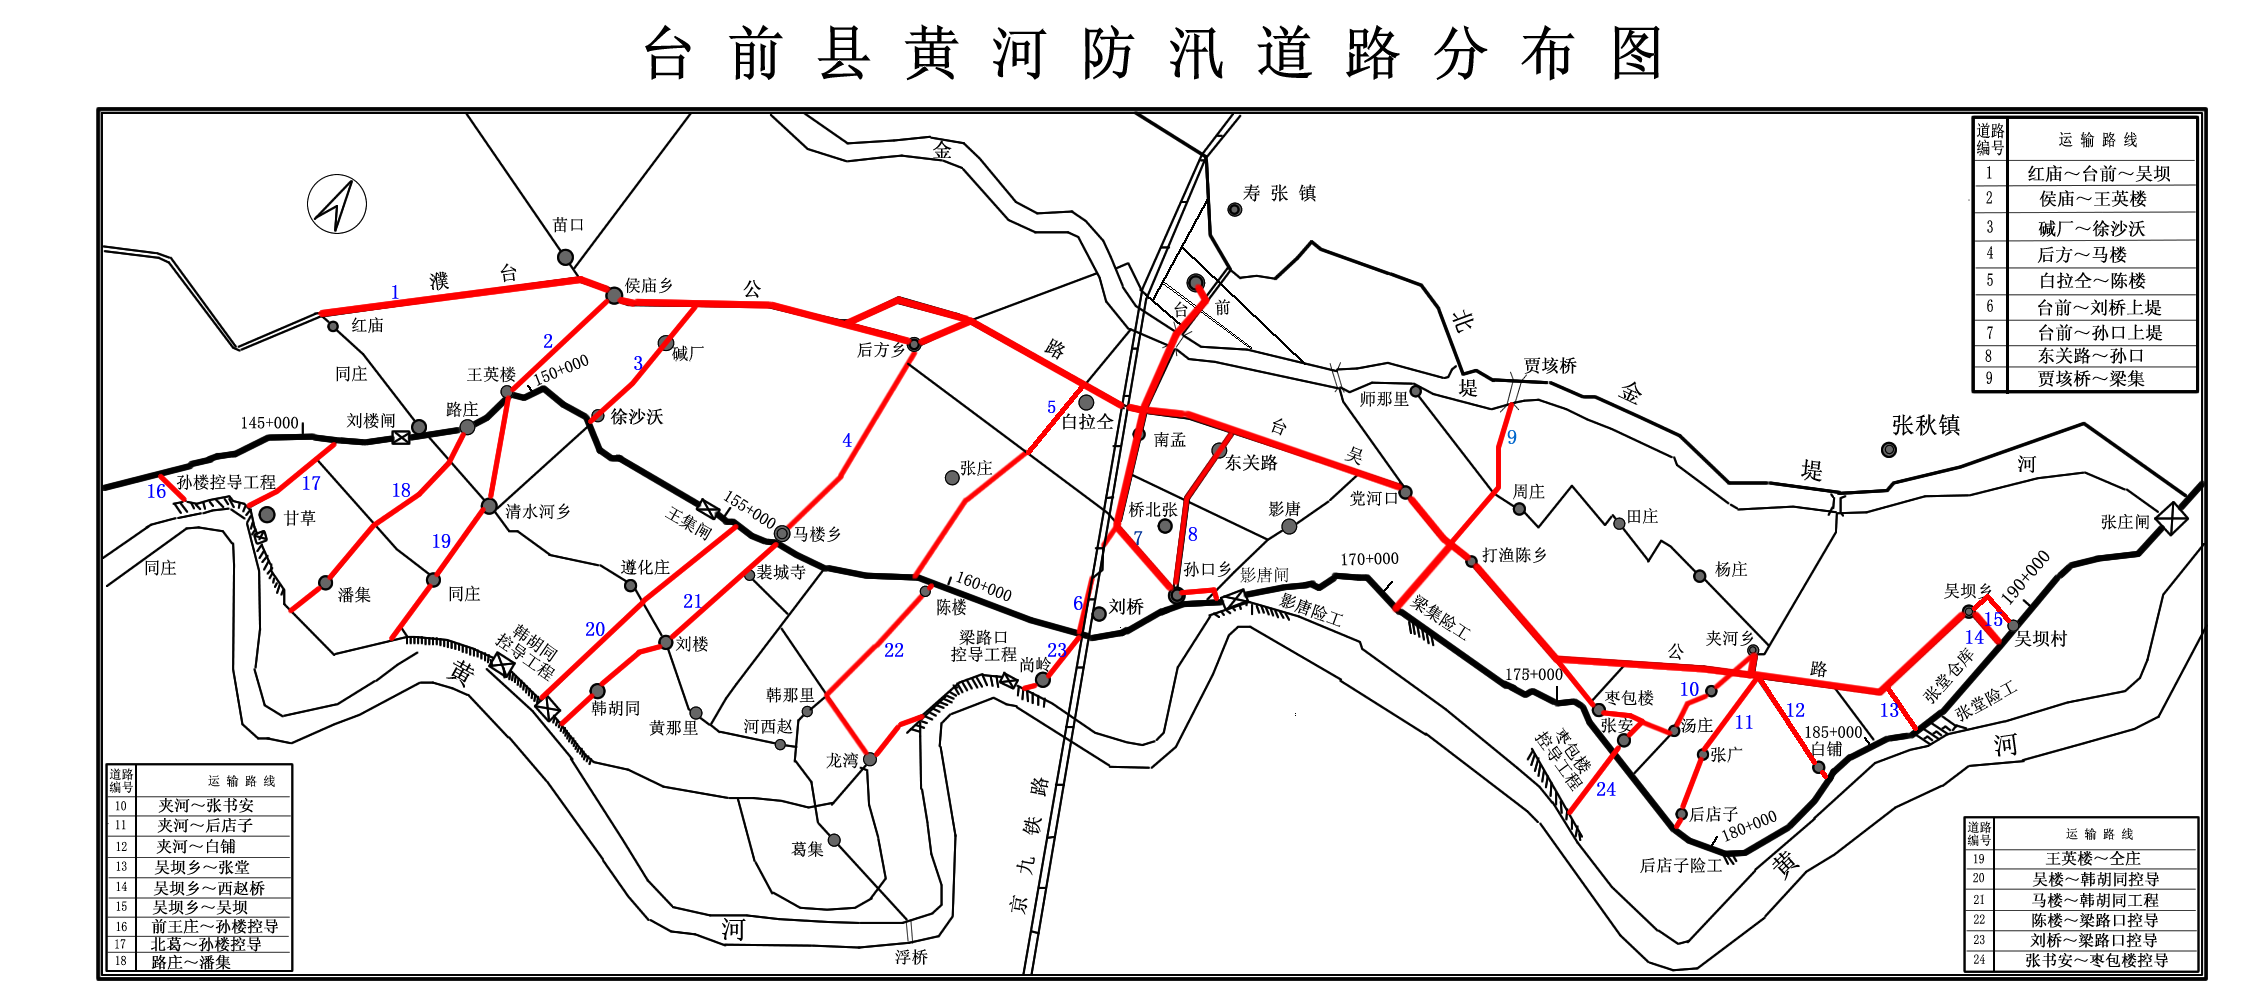 台前县黄河防汛道路分布图
道路编号 运输路线
1 红庙～台前～吴坝
2 侯庙～王英楼
3 碱厂～徐沙沃
4 后方～马楼
5 白拉仝～陈楼
6 台前～刘桥上堤
7 台前～孙口上堤
8 东关路～孙口
9 贾垓桥～梁集
金
寿张镇
苗口
濮
台
公
侯庙乡
1
红庙
台
前
北
路
后方乡
2
3
碱厂
同庄
王英楼
150+000
贾垓桥
堤
金
师那里
5
白拉仝
145+000
刘楼闸
路庄
徐沙沃
4
南孟
台
吴
9
张秋镇
东关路
堤
河
16
孙楼控导工程
17
18
张庄
党河口
甘草
清水河乡
王集闸
155+000
马楼乡
桥北张
影唐
周庄
田庄
张庄闸
19
7
8
同庄
潘集
同庄
遵化庄
裴城寺
160+000
孙口乡
影唐闸
170+000
打渔陈乡
杨庄
190+000
21
陈楼
6
刘桥
影唐险工
梁集险工
吴坝乡
15
14
吴坝村
20
韩胡同
控导工程
刘楼
22
梁路口
控导工程
23
尚岭
夹河乡
公
路
黄
175+000
枣包楼
10
张堂仓库
张堂险工
韩胡同
韩那里
黄那里
河西赵
张安
汤庄
11
12
13
185+000
河
龙湾
枣包楼
控导工程
张广
白铺
24
路
铁
九
京
后店子
180+000
葛集
后店子险工
黄
河
浮桥
道路编号 运输路线
10 夹河～张书安
11 夹河～后店子
12 夹河～白铺
13 吴坝乡～张堂
14 吴坝乡～西赵桥
15 吴坝乡～吴坝
16 前王庄～孙楼控导
17 北葛～孙楼控导
18 路庄～潘集
道路编号 运输路线
19 王英楼～仝庄
20 吴楼～韩胡同控导
21 马楼～韩胡同工程
22 陈楼～梁路口控导
23 刘桥～梁路口控导
24 张书安～枣包楼控导